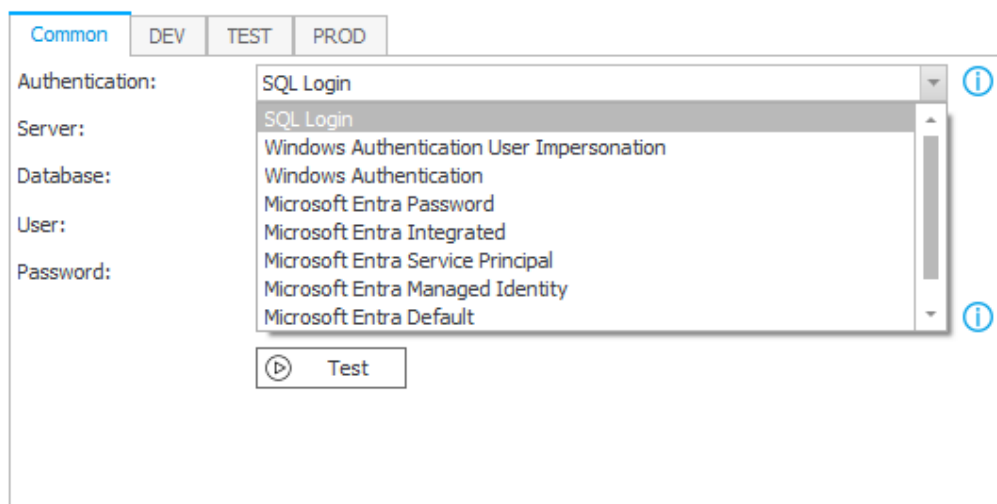 Common DEV TEST PROD
Authentication: SQL Login
SQL Login
Server:
Windows Authentication User Impersonation
Database: Windows Authentication
Microsoft Entra Password
User: Microsoft Entra Integrated
Microsoft Entra Service Principal
Password:
Microsoft Entra Managed Identity
Microsoft Entra Default
Test